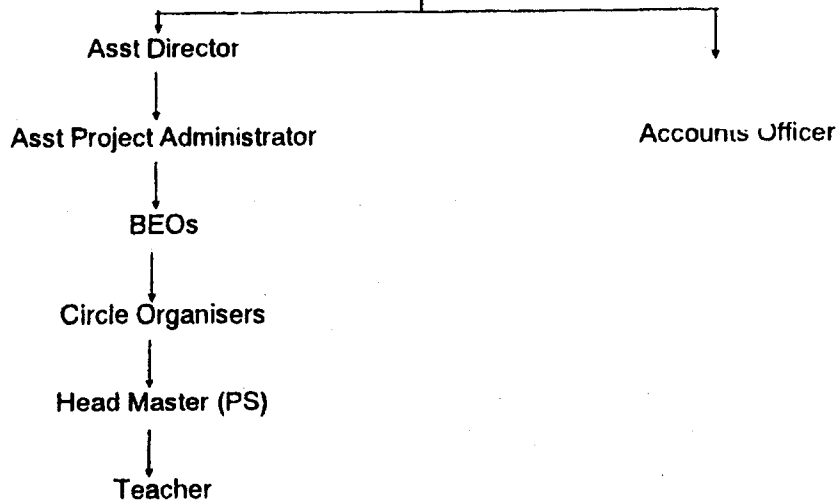 Asst Director
Asst Project Administrator
Accounts Officer
BEOs
Circle Organisers
Head Master (PS)
Teacher